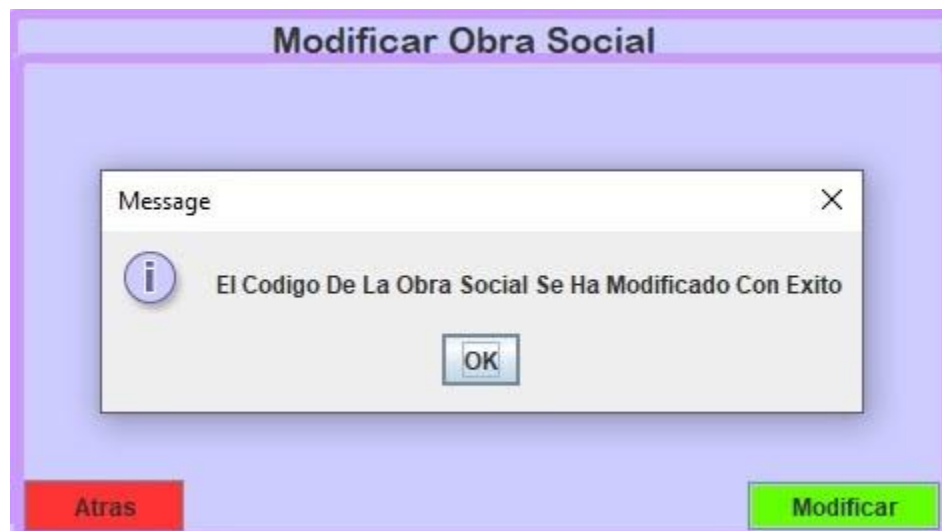 Modificar Obra Social
Message
El Codigo De La Obra Social Se Ha Modificado Con Exito
OK
Atras
Modificar